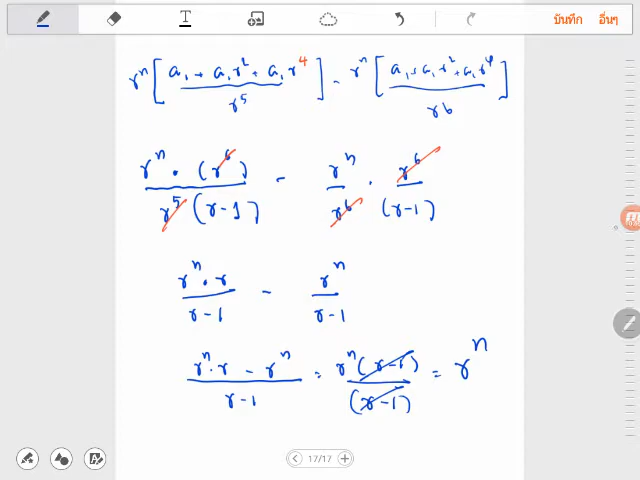 บันทึก อื่นๆ
rⁿ [ (a₁ + a₁r² + a₁r⁴) / r⁵ ] - rⁿ [ (a₁ + a₁r² + a₁r⁴) / r⁶ ]
rⁿ · (r⁶) / r⁵(r-1) - rⁿ / r⁶ · r⁶ / (r-1)
rⁿ · r / r-1 - rⁿ / r-1
rⁿ · r - rⁿ / r-1 = rⁿ(r-1) / (r-1) = rⁿ
17/17